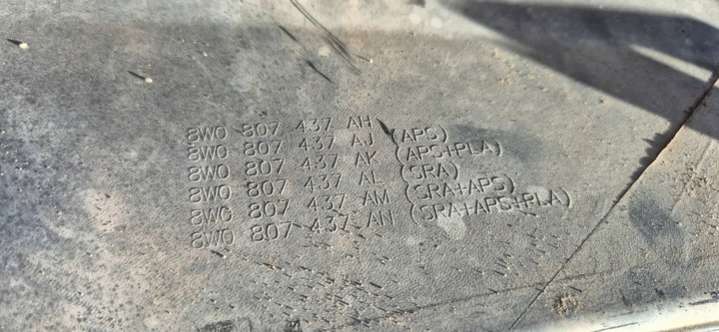 8W0 807 437 AH
8W0 807 437 AJ (APS)
8W0 807 437 AK (APS+PLA)
8W0 807 437 AL (SRA)
8W0 807 437 AM (SRA+APS)
8W0 807 437 AN (SRA+APS+PLA)